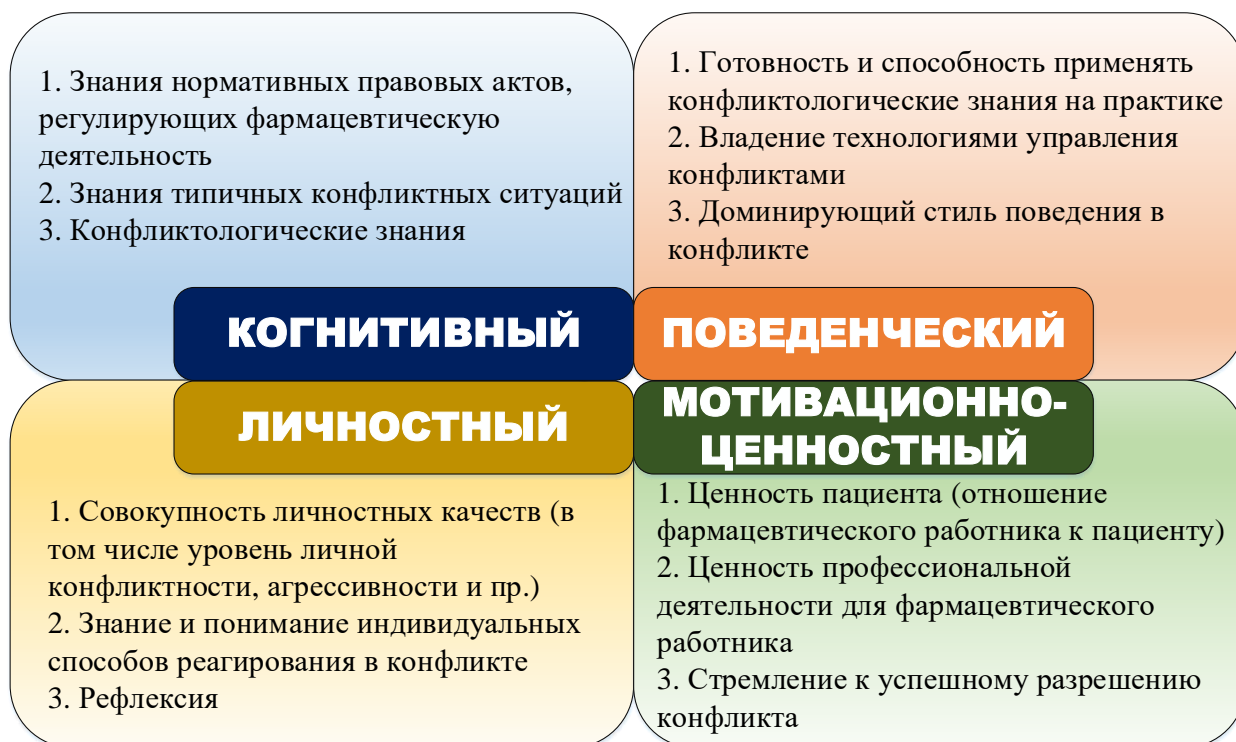 1. Знания нормативных правовых актов,
регулирующих фармацевтическую
деятельность
2. Знания типичных конфликтных ситуаций
3. Конфликтологические знания
КОГНИТИВНЫЙ
1. Готовность и способность применять
конфликтологические знания на практике
2. Владение технологиями управления
конфликтами
3. Доминирующий стиль поведения в
конфликте
ПОВЕДЕНЧЕСКИЙ
ЛИЧНОСТНЫЙ
1. Совокупность личностных качеств (в
том числе уровень личной
конфликтности, агрессивности и пр.)
2. Знание и понимание индивидуальных
способов реагирования в конфликте
3. Рефлексия
МОТИВАЦИОННО-
ЦЕННОСТНЫЙ
1. Ценность пациента (отношение
фармацевтического работника к пациенту)
2. Ценность профессиональной
деятельности для фармацевтического
работника
3. Стремление к успешному разрешению
конфликта